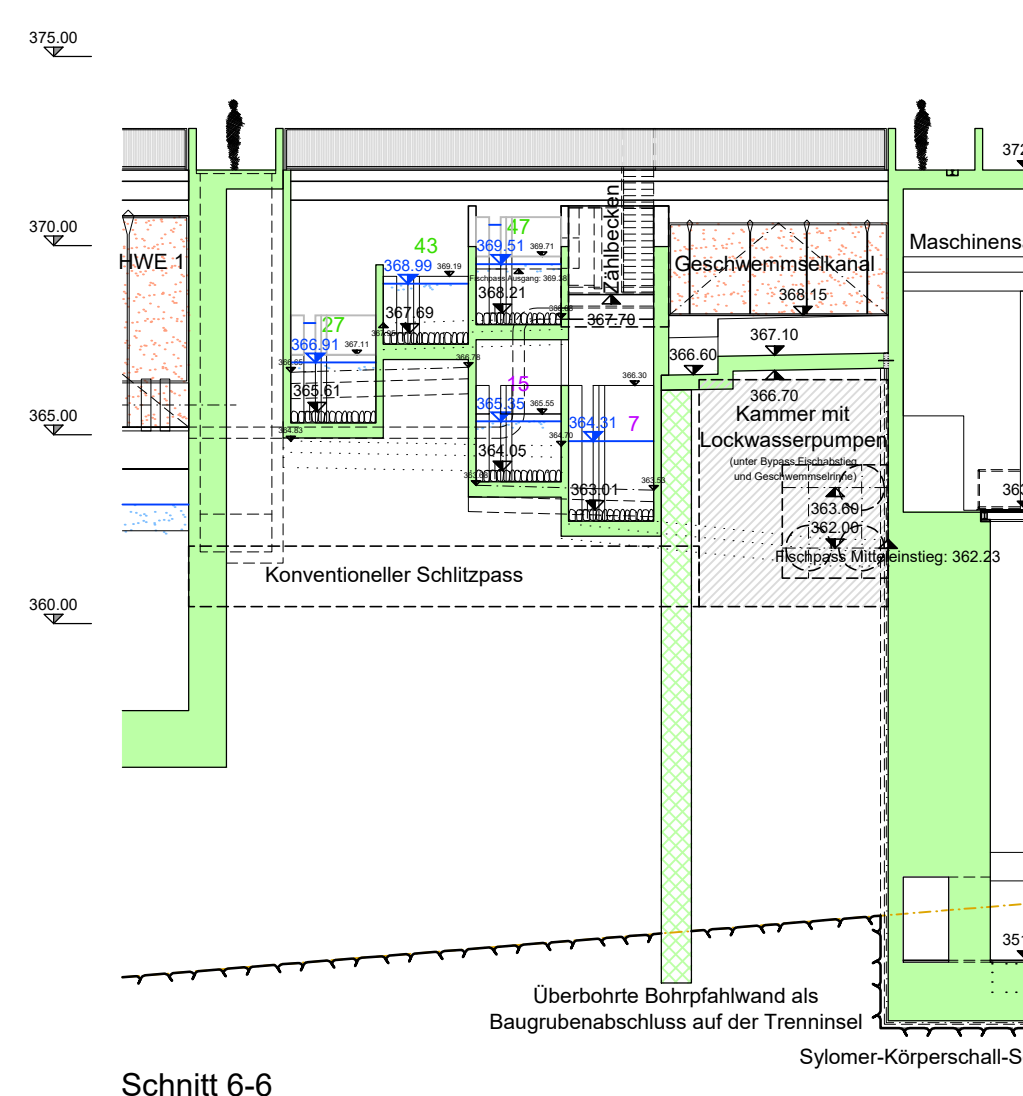 375.00
372
370.00
Zählbecken
47
43
369.51
369.71
Maschinens
HWE 1
368.99
369.19
Geschwemmselkanal
Fischpass Ausgang: 369.38
368.21
368.15
367.69
367.70
27
367.10
366.91
367.11
366.60
366.78
366.30
15
365.61
366.70
365.35
365.55
Kammer mit
365.00
364.31
7
364.83
364.70
Lockwasserpumpen
364.05
(unter Bypass Fischabstieg
und Geschwemmselrinne)
363.53
363.01
363
363.60
362.00
Fischpass Mitteleinstieg: 362.23
Konventioneller Schlitzpass
360.00
351
Überbohrte Bohrpfahlwand als
Baugrubenabschluss auf der Trenninsel
Sylomer-Körperschall-S
Schnitt 6-6